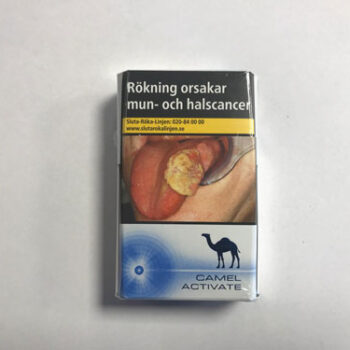 Rökning orsakar
mun- och halscancer
Sluta-Röka-Linjen: 020-84 00 00
www.slutarokalinjen.se
CAMEL
ACTIVATE